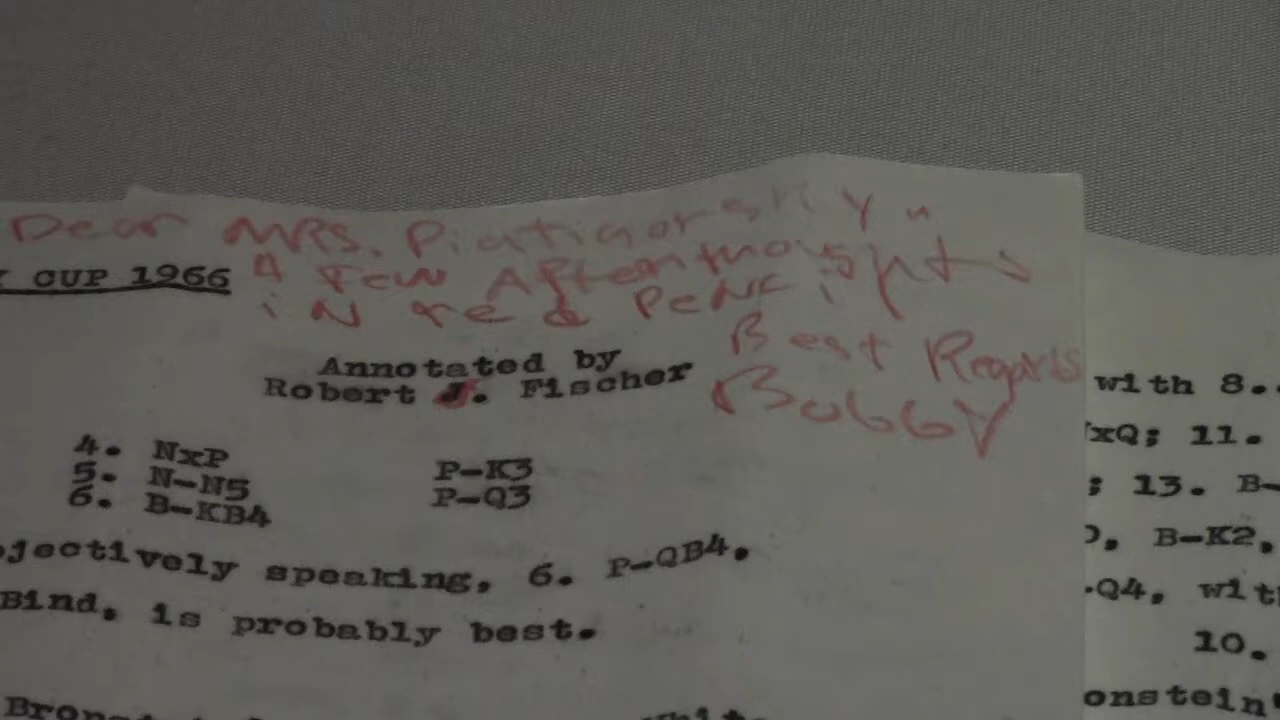 Dear MRS. Piatigorsky,
A Few Afterthoughts
iN red PeNc i
Best Regards
BobbY
CUP 1966
Annotated by
Robert J. Fischer
4. NxP P-K3
5. N-N5 P-Q3
6. B-KB4
jectively speaking, 6. P-QB4,
Bind, is probably best.
Bron
with 8.
xQ; 11.
; 13. B-
, B-K2,
-Q4, wit
10.
onstein'